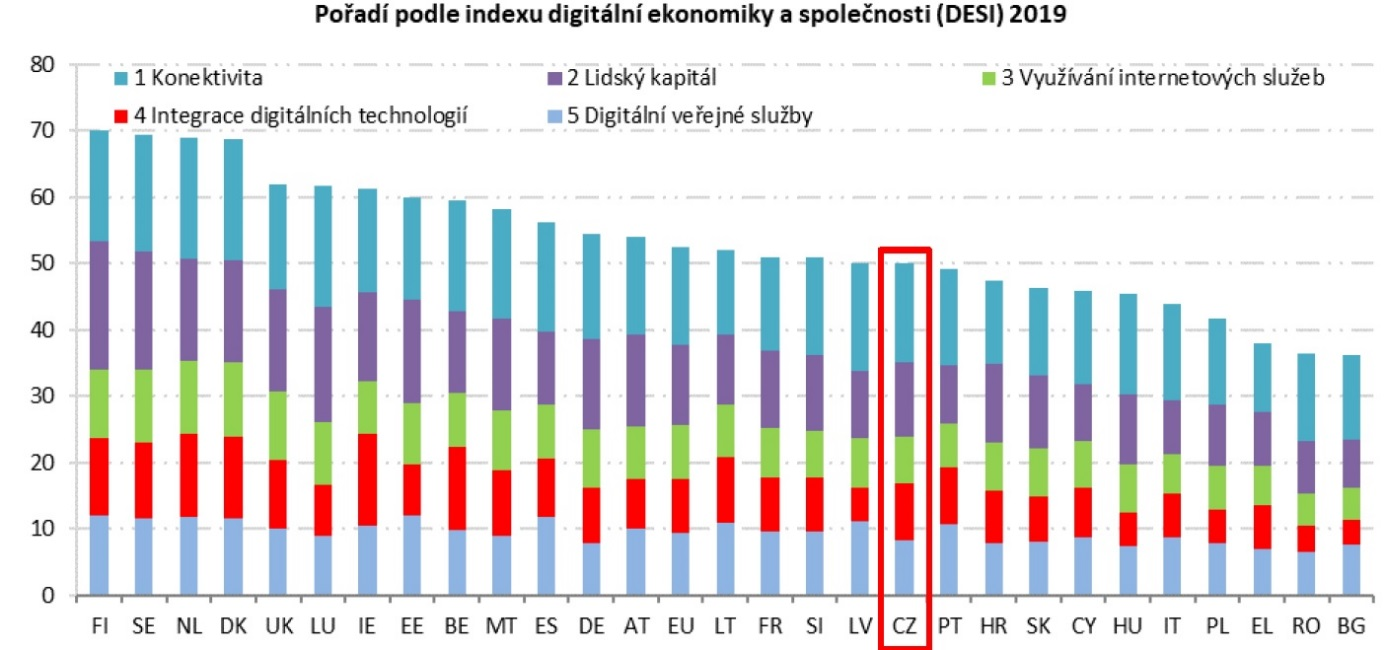 Pořadí podle indexu digitální ekonomiky a společnosti (DESI) 2019
80
1 Konektivita 2 Lidský kapitál 3 Využívání internetových služeb
4 Integrace digitálních technologií 5 Digitální veřejné služby
70
60
50
40
30
20
10
0
FI SE NL DK UK LU IE EE BE MT ES DE AT EU LT FR SI LV CZ PT HR SK CY HU IT PL EL RO BG